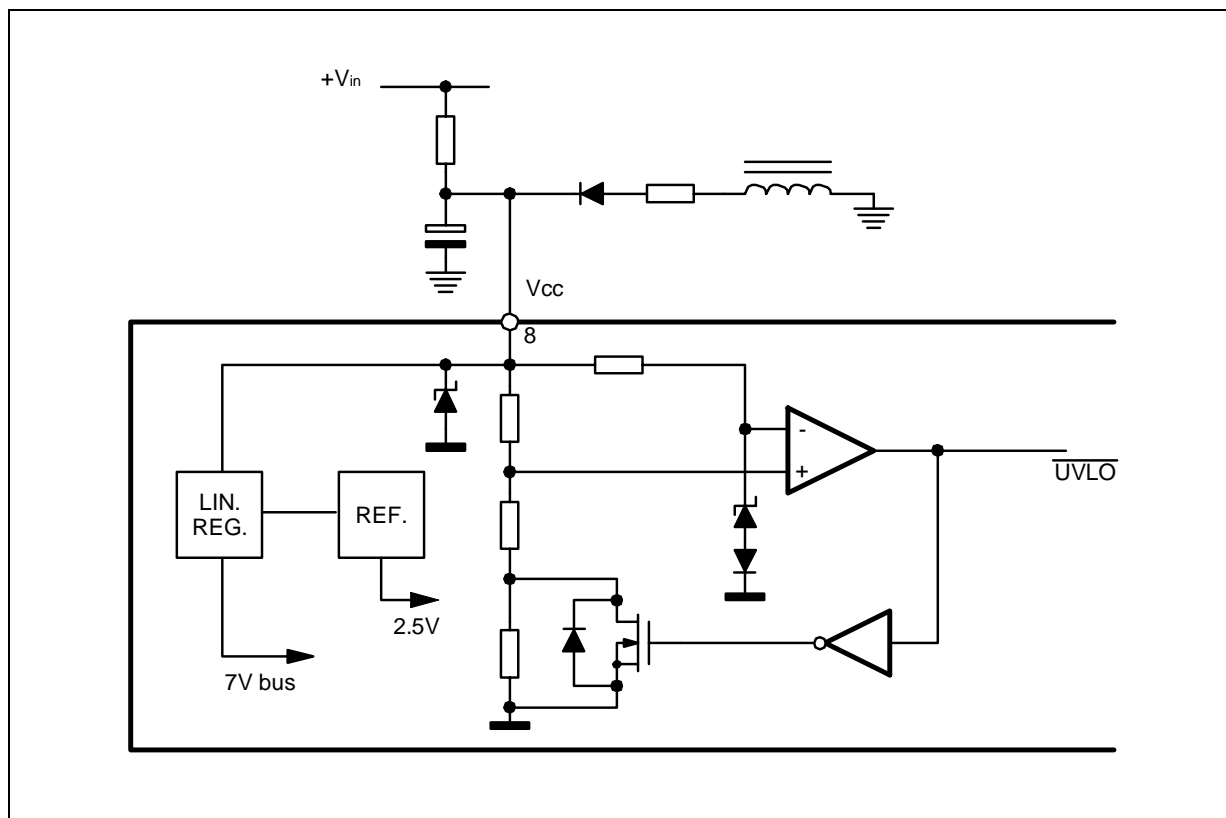 +Vin
Vcc
8
-
+
UVLO
LIN.
REG.
REF.
2.5V
7V bus